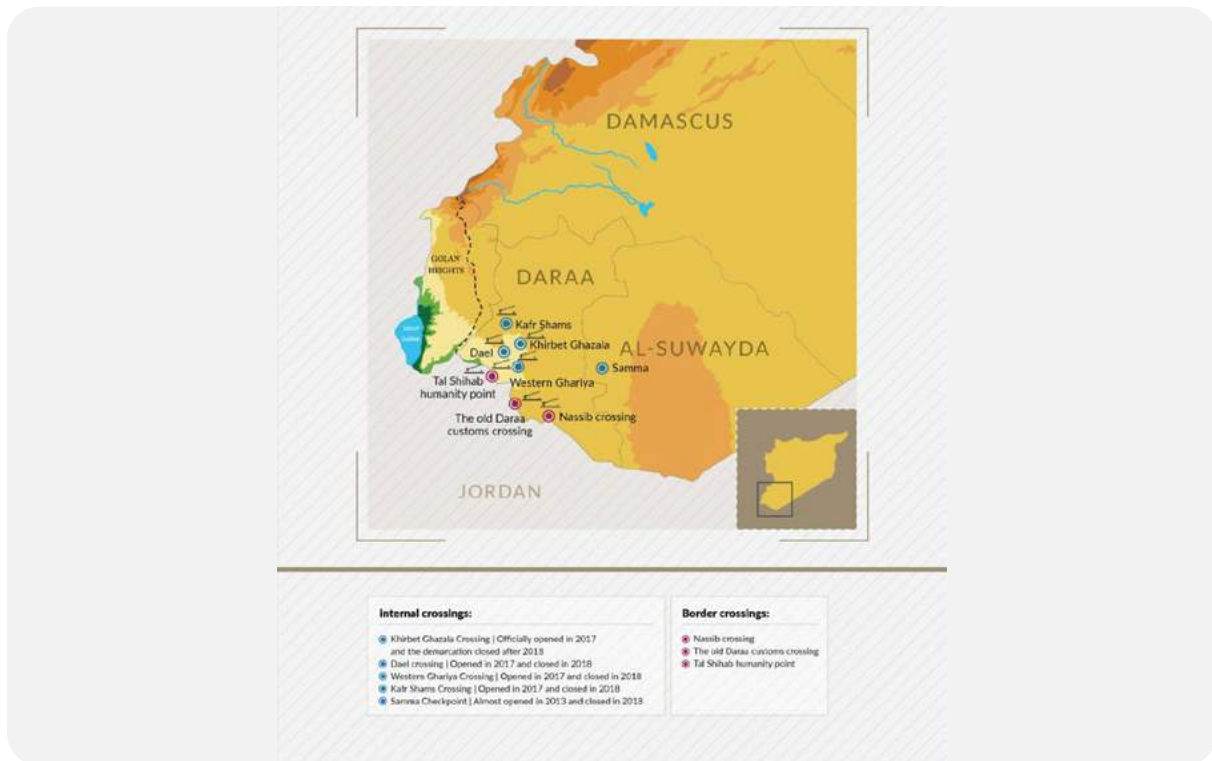 DAMASCUS
GOLAN
HEIGHTS
DARAA
Kafr Shams
Khirbet Ghazala
AL-SUWAYDA
Dael
Samma
Tal Shihab
humanity point
Western Ghariya
The old Daraa
customs crossing
Nassib crossing
JORDAN
Internal crossings:
Khirbet Ghazala Crossing | Officially opened in 2017
and the demarcation closed after 2018
Dael crossing | Opened in 2017 and closed in 2018
Western Ghariya Crossing | Opened in 2017 and closed in 2018
Kafr Shams Crossing | Opened in 2017 and closed in 2018
Samma Checkpoint | Almost opened in 2013 and closed in 2018
Border crossings:
Nassib crossing
The old Daraa customs crossing
Tal Shihab humanity point